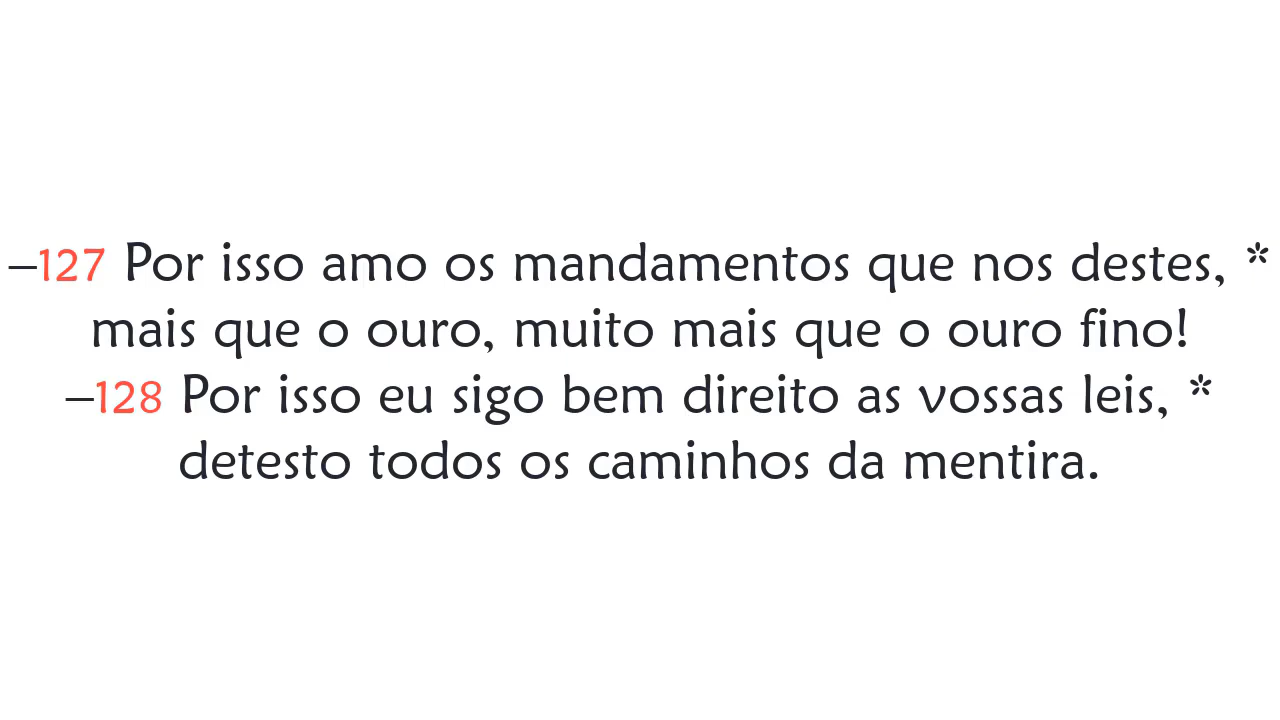 –127 Por isso amo os mandamentos que nos destes, *
mais que o ouro, muito mais que o ouro fino!
–128 Por isso eu sigo bem direito as vossas leis, *
detesto todos os caminhos da mentira.